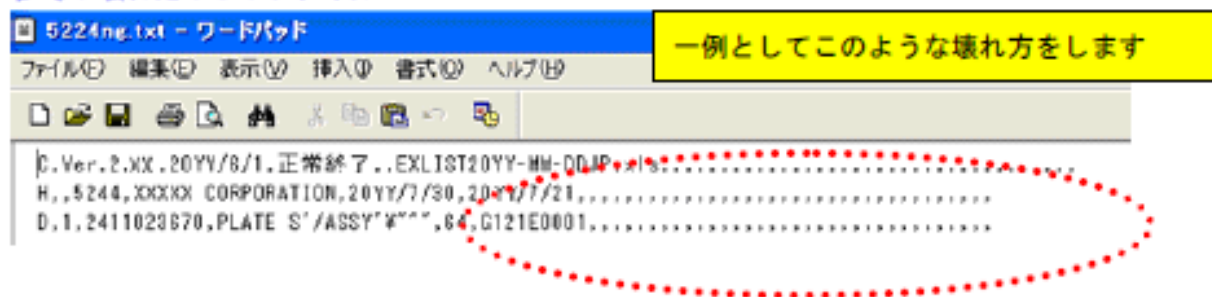 5224ng.txt - ワードパッド
一例としてこのような壊れ方をします
ファイル(F) 編集(E) 表示(V) 挿入(I) 書式(O) ヘルプ(H)
C,Ver.2.XX,20YY/8/1,正常終了,,EXLIST20YY-MM-DDJP.xls,,,,,,,,,,,,,,,,,,,,,,,,,,,,,,,,,
H,,5244,XXXXX CORPORATION,20YY/7/30,20YY/7/21,,,,,,,,,,,,,,,,,,,,,,,,,,,,,,,,,
D,1,2411023670,PLATE S'/ASSY"¥~^",64,G121E0001,,,,,,,,,,,,,,,,,,,,,,,,,,,,,,,,,